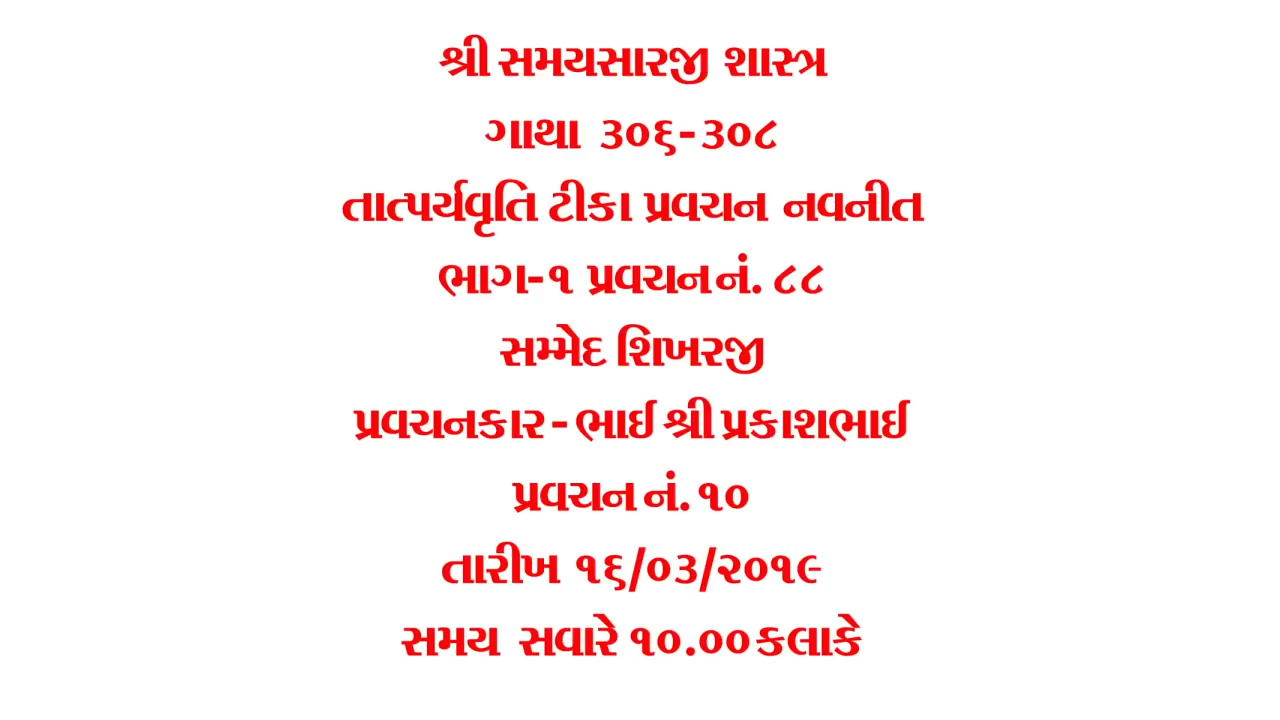 શ્રી સમયસારજી શાસ્ત્ર
ગાથા ૩૦૬-૩૦૮
તાત્પર્યવૃતિ ટીકા પ્રવચન નવનીત
ભાગ-૧ પ્રવચન નં. ૮૮
સમ્મેદ શિખરજી
પ્રવચનકાર - ભાઈ શ્રી પ્રકાશભાઈ
પ્રવચન નં. ૧૦
તારીખ ૧૬/૦૩/૨૦૧૯
સમય સવારે ૧૦.૦૦ કલાકે